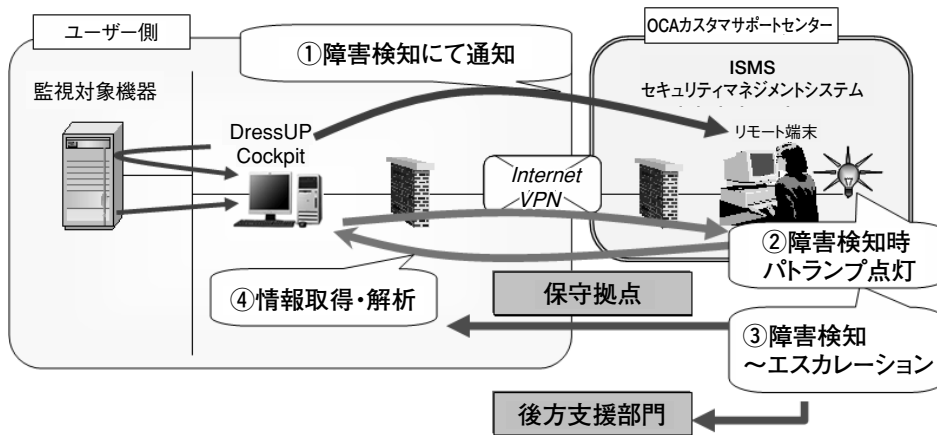 ユーザー側
OCAカスタマサポートセンター
①障害検知にて通知
ISMS
セキュリティマネジメントシステム
監視対象機器
リモート端末
DressUP
Cockpit
Internet
VPN
②障害検知時
パトランプ点灯
④情報取得・解析
保守拠点
③障害検知
～エスカレーション
後方支援部門